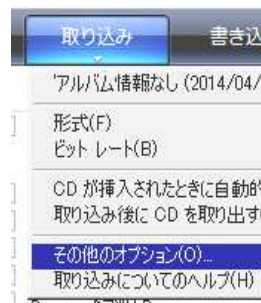 取り込み 書き込
アルバム情報なし (2014/04/
形式(F)
ビット レート(B)
CD が挿入されたときに自動的
取り込み後に CD を取り出す
その他のオプション(O)...
取り込みについてのヘルプ(H)